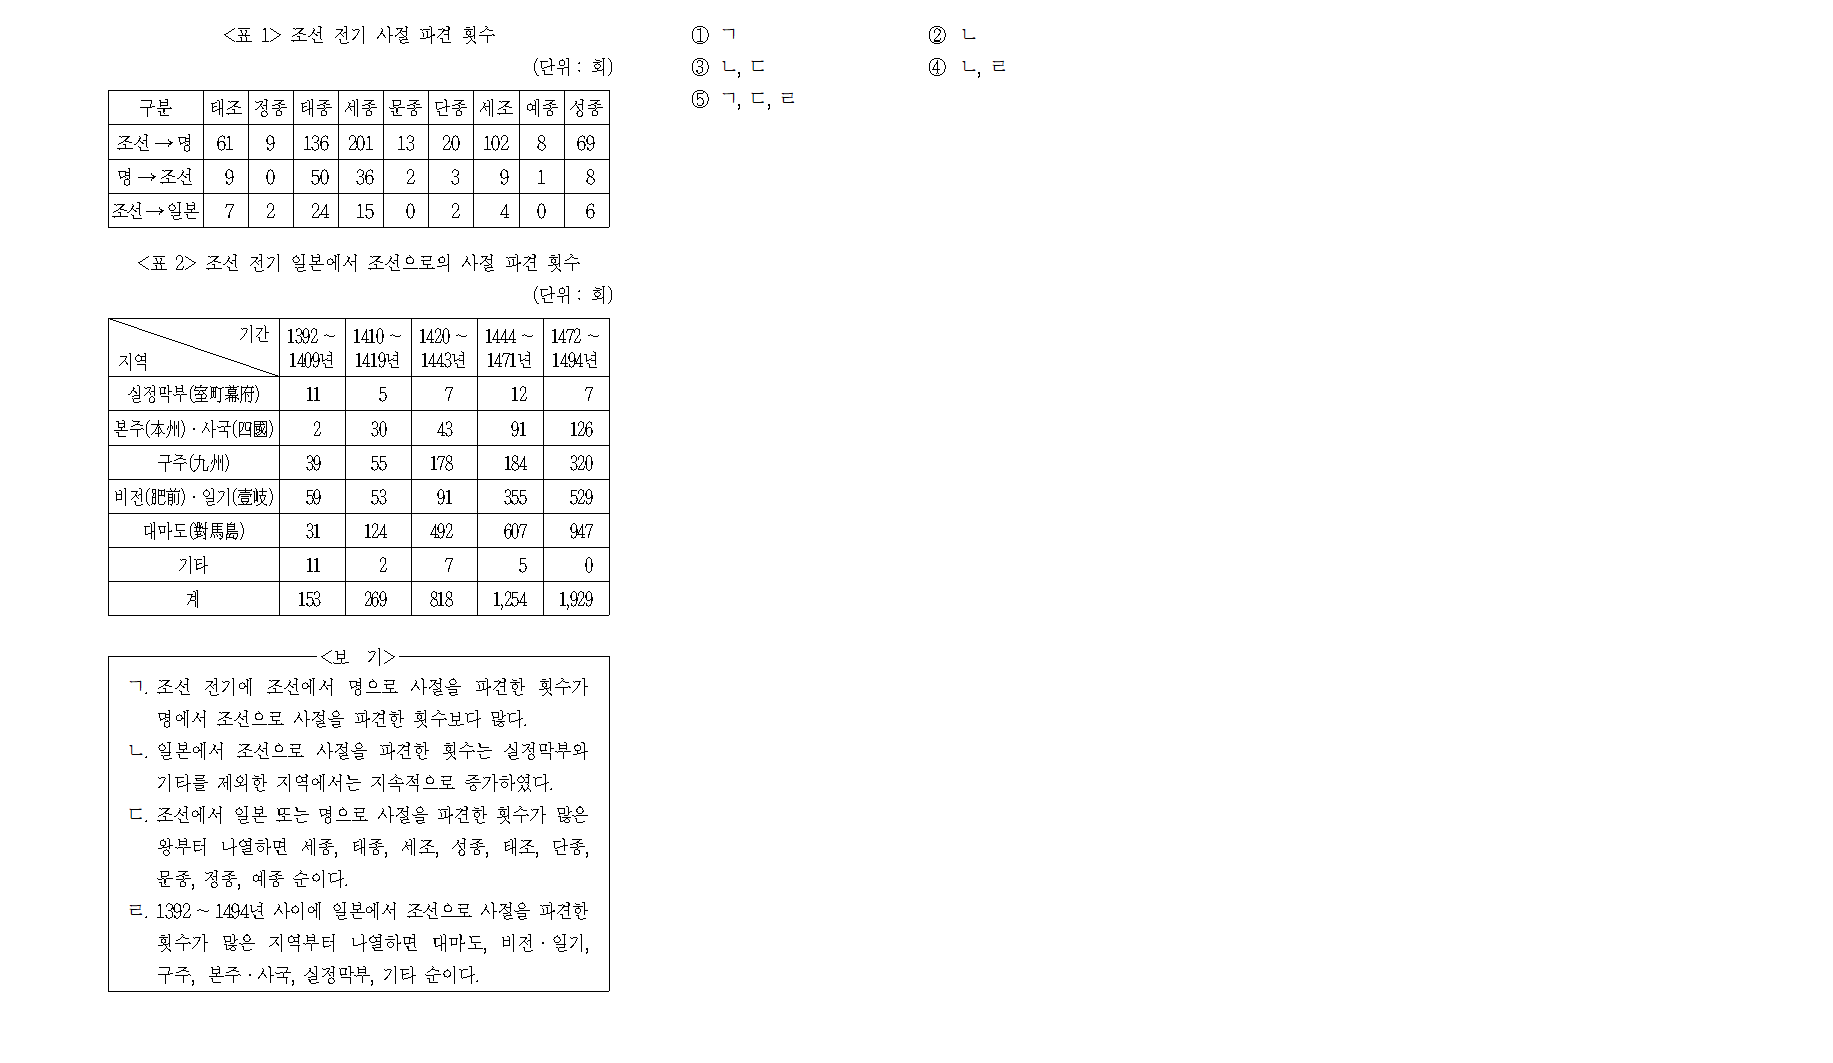 <표 1> 조선 전기 사절 파견 횟수
(단위 : 회)
구분 태조 정종 태종 세종 문종 단종 세조 예종 성종
조선→명 61 9 136 201 13 20 102 8 69
명→조선 9 0 50 36 2 3 9 1 8
조선→일본 7 2 24 15 0 2 4 0 6
<표 2> 조선 전기 일본에서 조선으로의 사절 파견 횟수
(단위 : 회)
기간
지역
1392 ~ 1410 ~ 1420 ~ 1444 ~ 1472 ~
1409년 1419년 1443년 1471년 1494년
실정막부(室町幕府) 11 5 7 12 7
본주(本州)·사국(四國) 2 30 43 91 126
구주(九州) 39 55 178 184 320
비전(肥前)·일기(壹岐) 59 53 91 355 529
대마도(對馬島) 31 124 492 607 947
기타 11 2 7 5 0
계 153 269 818 1,254 1,929
<보 기>
ㄱ. 조선 전기에 조선에서 명으로 사절을 파견한 횟수가
명에서 조선으로 사절을 파견한 횟수보다 많다.
ㄴ. 일본에서 조선으로 사절을 파견한 횟수는 실정막부와
기타를 제외한 지역에서는 지속적으로 증가하였다.
ㄷ. 조선에서 일본 또는 명으로 사절을 파견한 횟수가 많은
왕부터 나열하면 세종, 태종, 세조, 성종, 태조, 단종,
문종, 정종, 예종 순이다.
ㄹ. 1392 ~ 1494년 사이에 일본에서 조선으로 사절을 파견한
횟수가 많은 지역부터 나열하면 대마도, 비전·일기,
구주, 본주·사국, 실정막부, 기타 순이다.
① ㄱ ② ㄴ
③ ㄴ, ㄷ ④ ㄴ, ㄹ
⑤ ㄱ, ㄷ, ㄹ